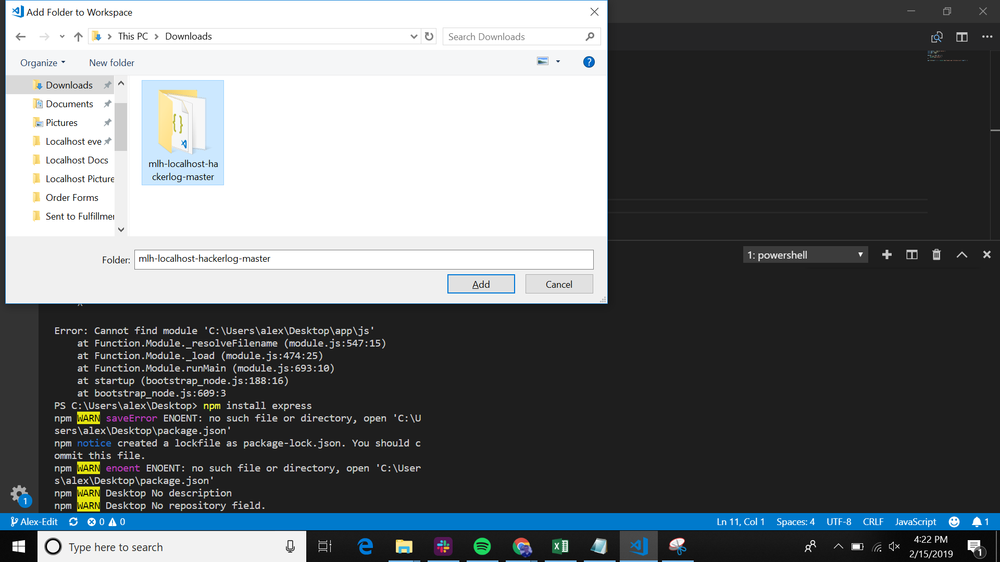 Add Folder to Workspace
This PC
Downloads
Search Downloads
Organize
New folder
?
Downloads
Documents
Pictures
Localhost eve
Localhost Docs
Localhost Picture
Order Forms
Sent to Fulfillmer
mlh-localhost-ha
ckerlog-master
Folder:
mlh-localhost-hackerlog-master
Add
Cancel
1: powershell
Error: Cannot find module 'C:\Users\alex\Desktop\app\js'
at Function.Module._resolveFilename (module.js:547:15)
at Function.Module._load (module.js:474:25)
at Function.Module.runMain (module.js:693:10)
at startup (bootstrap_node.js:188:16)
at bootstrap_node.js:609:3
PS C:\Users\alex\Desktop> npm install express
npm WARN saveError ENOENT: no such file or directory, open 'C:\U
sers\alex\Desktop\package.json'
npm notice created a lockfile as package-lock.json. You should c
ommit this file.
npm WARN enoent ENOENT: no such file or directory, open 'C:\User
s\alex\Desktop\package.json'
npm WARN Desktop No description
npm WARN Desktop No repository field.
1
Alex-Edit
0
0
Ln 11, Col 1
Spaces: 4
UTF-8
CRLF
JavaScript
1
Type here to search
4:22 PM
2/15/2019
1